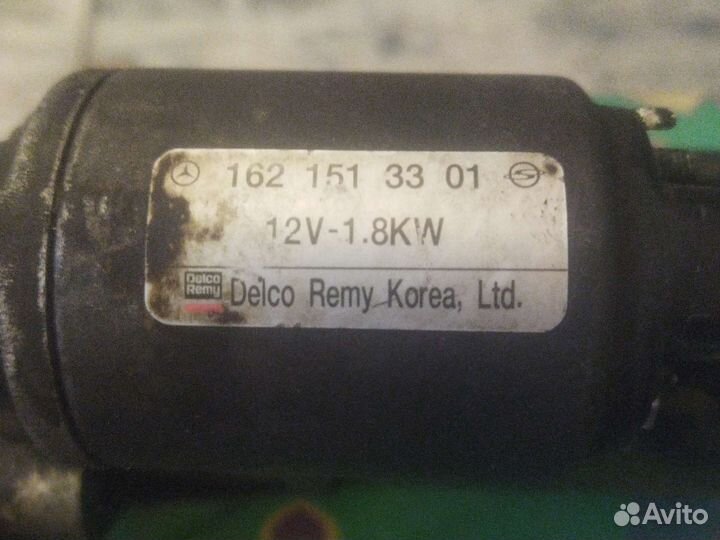 162 151 33 01
12V-1.8KW
Delco Remy Delco Remy Korea, Ltd.
Avito